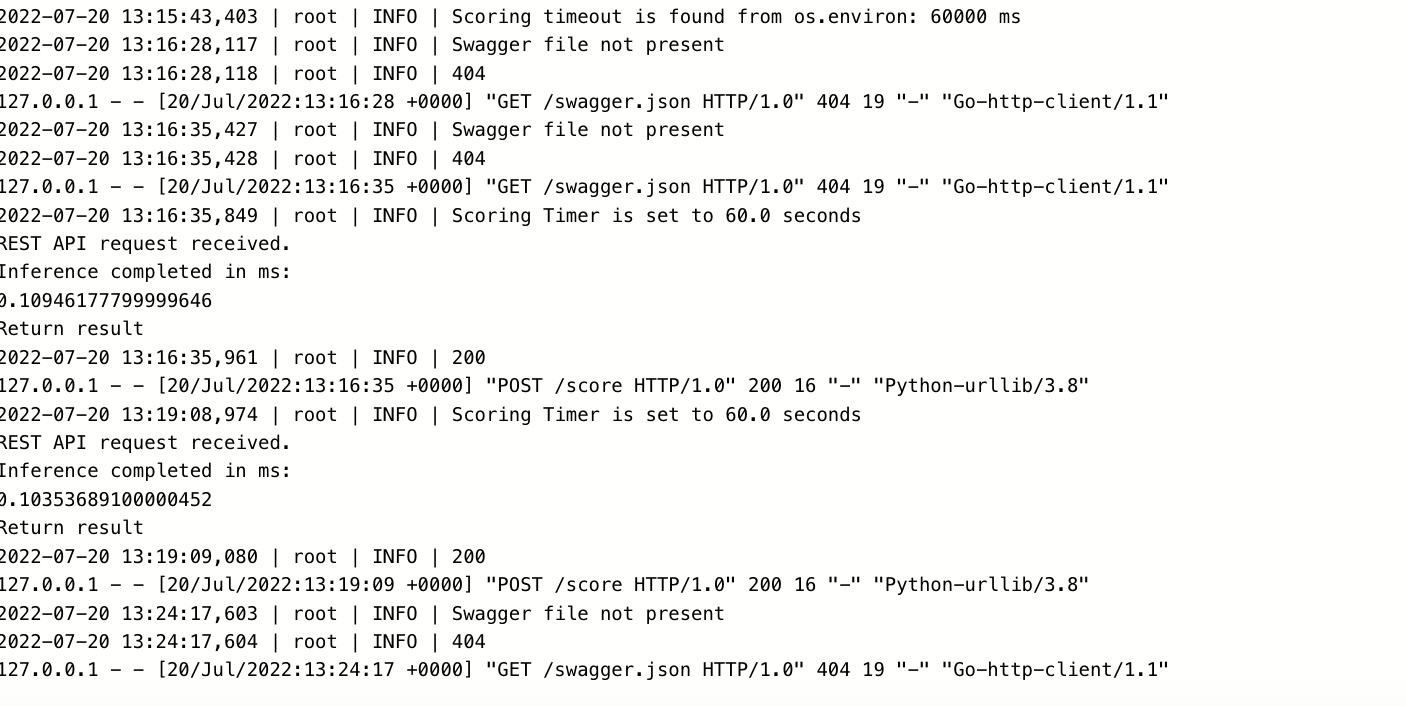 2022-07-20 13:15:43,403 | root | INFO | Scoring timeout is found from os.environ: 60000 ms
2022-07-20 13:16:28,117 | root | INFO | Swagger file not present
2022-07-20 13:16:28,118 | root | INFO | 404
127.0.0.1 - - [20/Jul/2022:13:16:28 +0000] "GET /swagger.json HTTP/1.0" 404 19 "-" "Go-http-client/1.1"
2022-07-20 13:16:35,427 | root | INFO | Swagger file not present
2022-07-20 13:16:35,428 | root | INFO | 404
127.0.0.1 - - [20/Jul/2022:13:16:35 +0000] "GET /swagger.json HTTP/1.0" 404 19 "-" "Go-http-client/1.1"
2022-07-20 13:16:35,849 | root | INFO | Scoring Timer is set to 60.0 seconds
REST API request received.
Inference completed in ms:
0.10946177799999646
Return result
2022-07-20 13:16:35,961 | root | INFO | 200
127.0.0.1 - - [20/Jul/2022:13:16:35 +0000] "POST /score HTTP/1.0" 200 16 "-" "Python-urllib/3.8"
2022-07-20 13:19:08,974 | root | INFO | Scoring Timer is set to 60.0 seconds
REST API request received.
Inference completed in ms:
0.10353689100000452
Return result
2022-07-20 13:19:09,080 | root | INFO | 200
127.0.0.1 - - [20/Jul/2022:13:19:09 +0000] "POST /score HTTP/1.0" 200 16 "-" "Python-urllib/3.8"
2022-07-20 13:24:17,603 | root | INFO | Swagger file not present
2022-07-20 13:24:17,604 | root | INFO | 404
127.0.0.1 - - [20/Jul/2022:13:24:17 +0000] "GET /swagger.json HTTP/1.0" 404 19 "-" "Go-http-client/1.1"